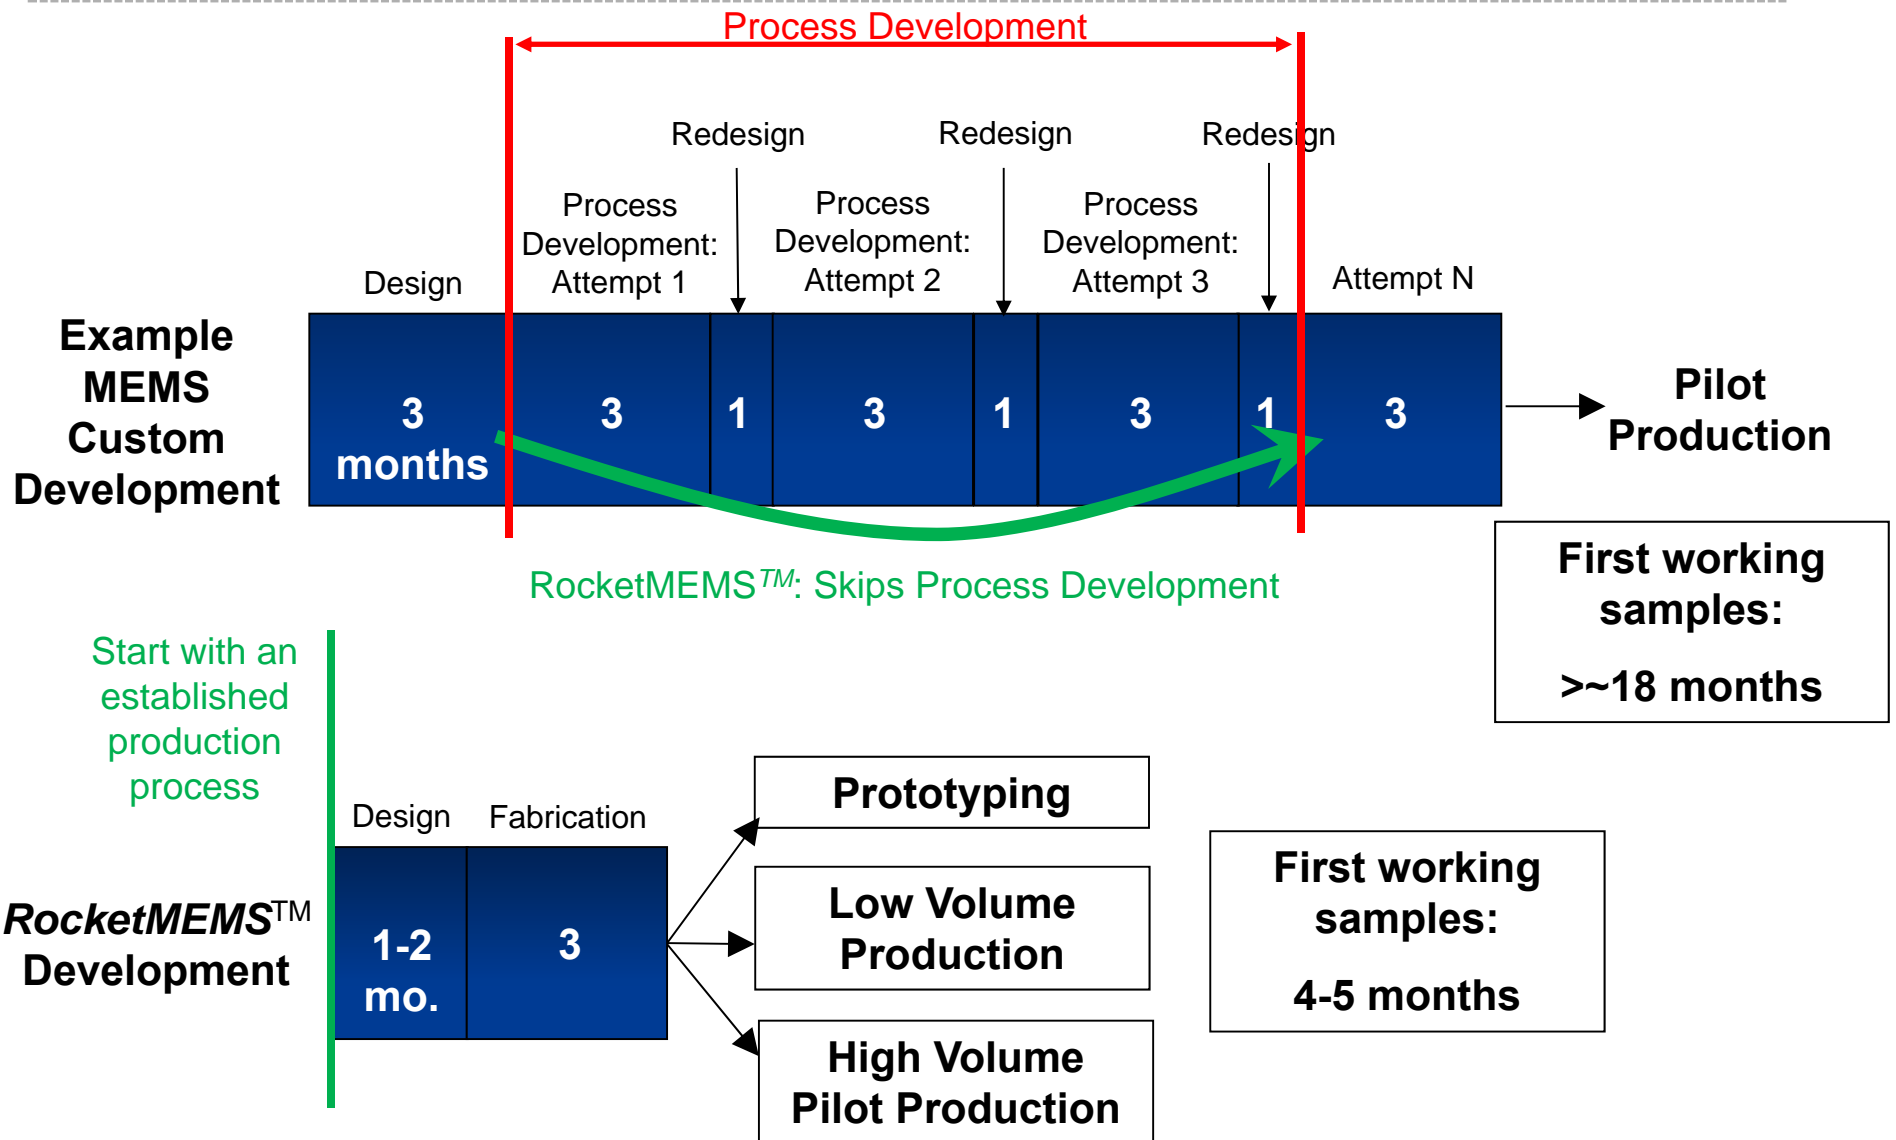 Process Development
Redesign
Redesign
Redesign
Process
Development:
Attempt 1
Process
Development:
Attempt 2
Process
Development:
Attempt 3
Design
Attempt N
Example
MEMS
Custom
Development
3
months
3
1
3
1
3
1
3
Pilot
Production
First working
samples:
>~18 months
RocketMEMS™: Skips Process Development
Start with an
established
production
process
Design
Fabrication
RocketMEMS™
Development
1-2
mo.
3
Prototyping
Low Volume
Production
High Volume
Pilot Production
First working
samples:
4-5 months